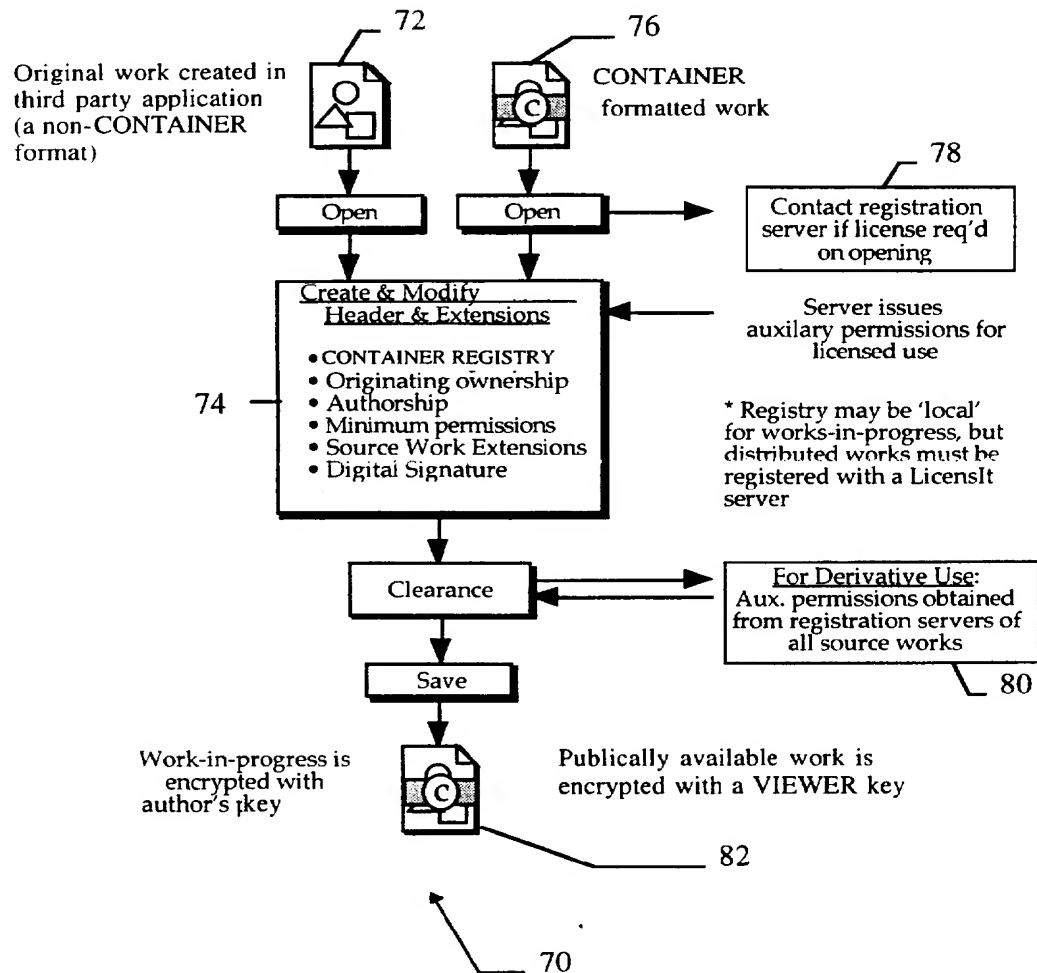 72
76
Original work created in
third party application
(a non-CONTAINER
format)
C
CONTAINER
formatted work
78
Open
Open
Contact registration
server if license req'd
on opening
Create & Modify
Header & Extensions
• CONTAINER REGISTRY
• Originating ownership
• Authorship
• Minimum permissions
• Source Work Extensions
• Digital Signature
74
Server issues
auxilary permissions for
licensed use
* Registry may be 'local'
for works-in-progress, but
distributed works must be
registered with a LicensIt
server
Clearance
For Derivative Use:
Aux. permissions obtained
from registration servers of
all source works
80
Save
Work-in-progress is
encrypted with
author's key
C
Publically available work is
encrypted with a VIEWER key
82
70